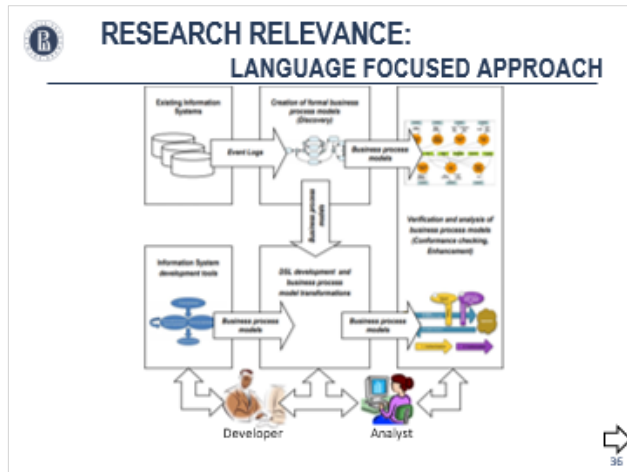 RESEARCH RELEVANCE:
LANGUAGE FOCUSED APPROACH
Existing Information
Systems
Creation of formal business
process models
(Discovery)
Event Logs
Business process
models
Business process
models
Verification and analysis of
business process models
(Conformance checking,
Enhancement)
Information System
development tools
DSL development and
business process
model transformations
Business process
models
Business process
models
Developer
Analyst
36